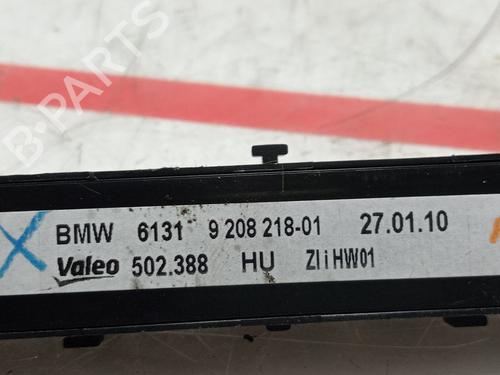 BMW 6131 9 208 218-01 27.01.10
Valeo 502.388 HU ZIiHW01
B-PARTS